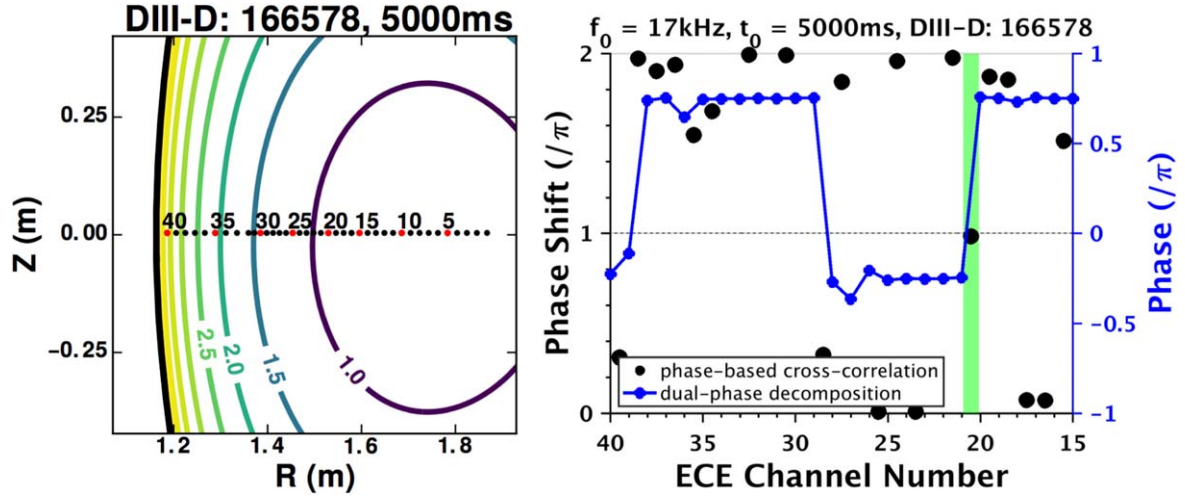 DIII-D: 166578, 5000ms
0.25
0.00
−0.25
Z (m)
40 35 30 25 20 15 10 5
2.5
2.0
1.5
1.0
1.2 1.4 1.6 1.8
R (m)
f0 = 17kHz, t0 = 5000ms, DIII-D: 166578
2
1
0
Phase Shift (/π)
phase-based cross-correlation
dual-phase decomposition
1
0.5
0
−0.5
−1
Phase (/π)
40 35 30 25 20 15
ECE Channel Number